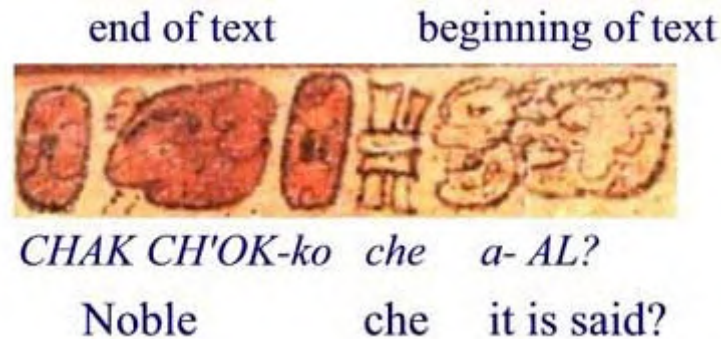 end of text beginning of text
CHAK CH'OK-ko che a- AL?
Noble che it is said?